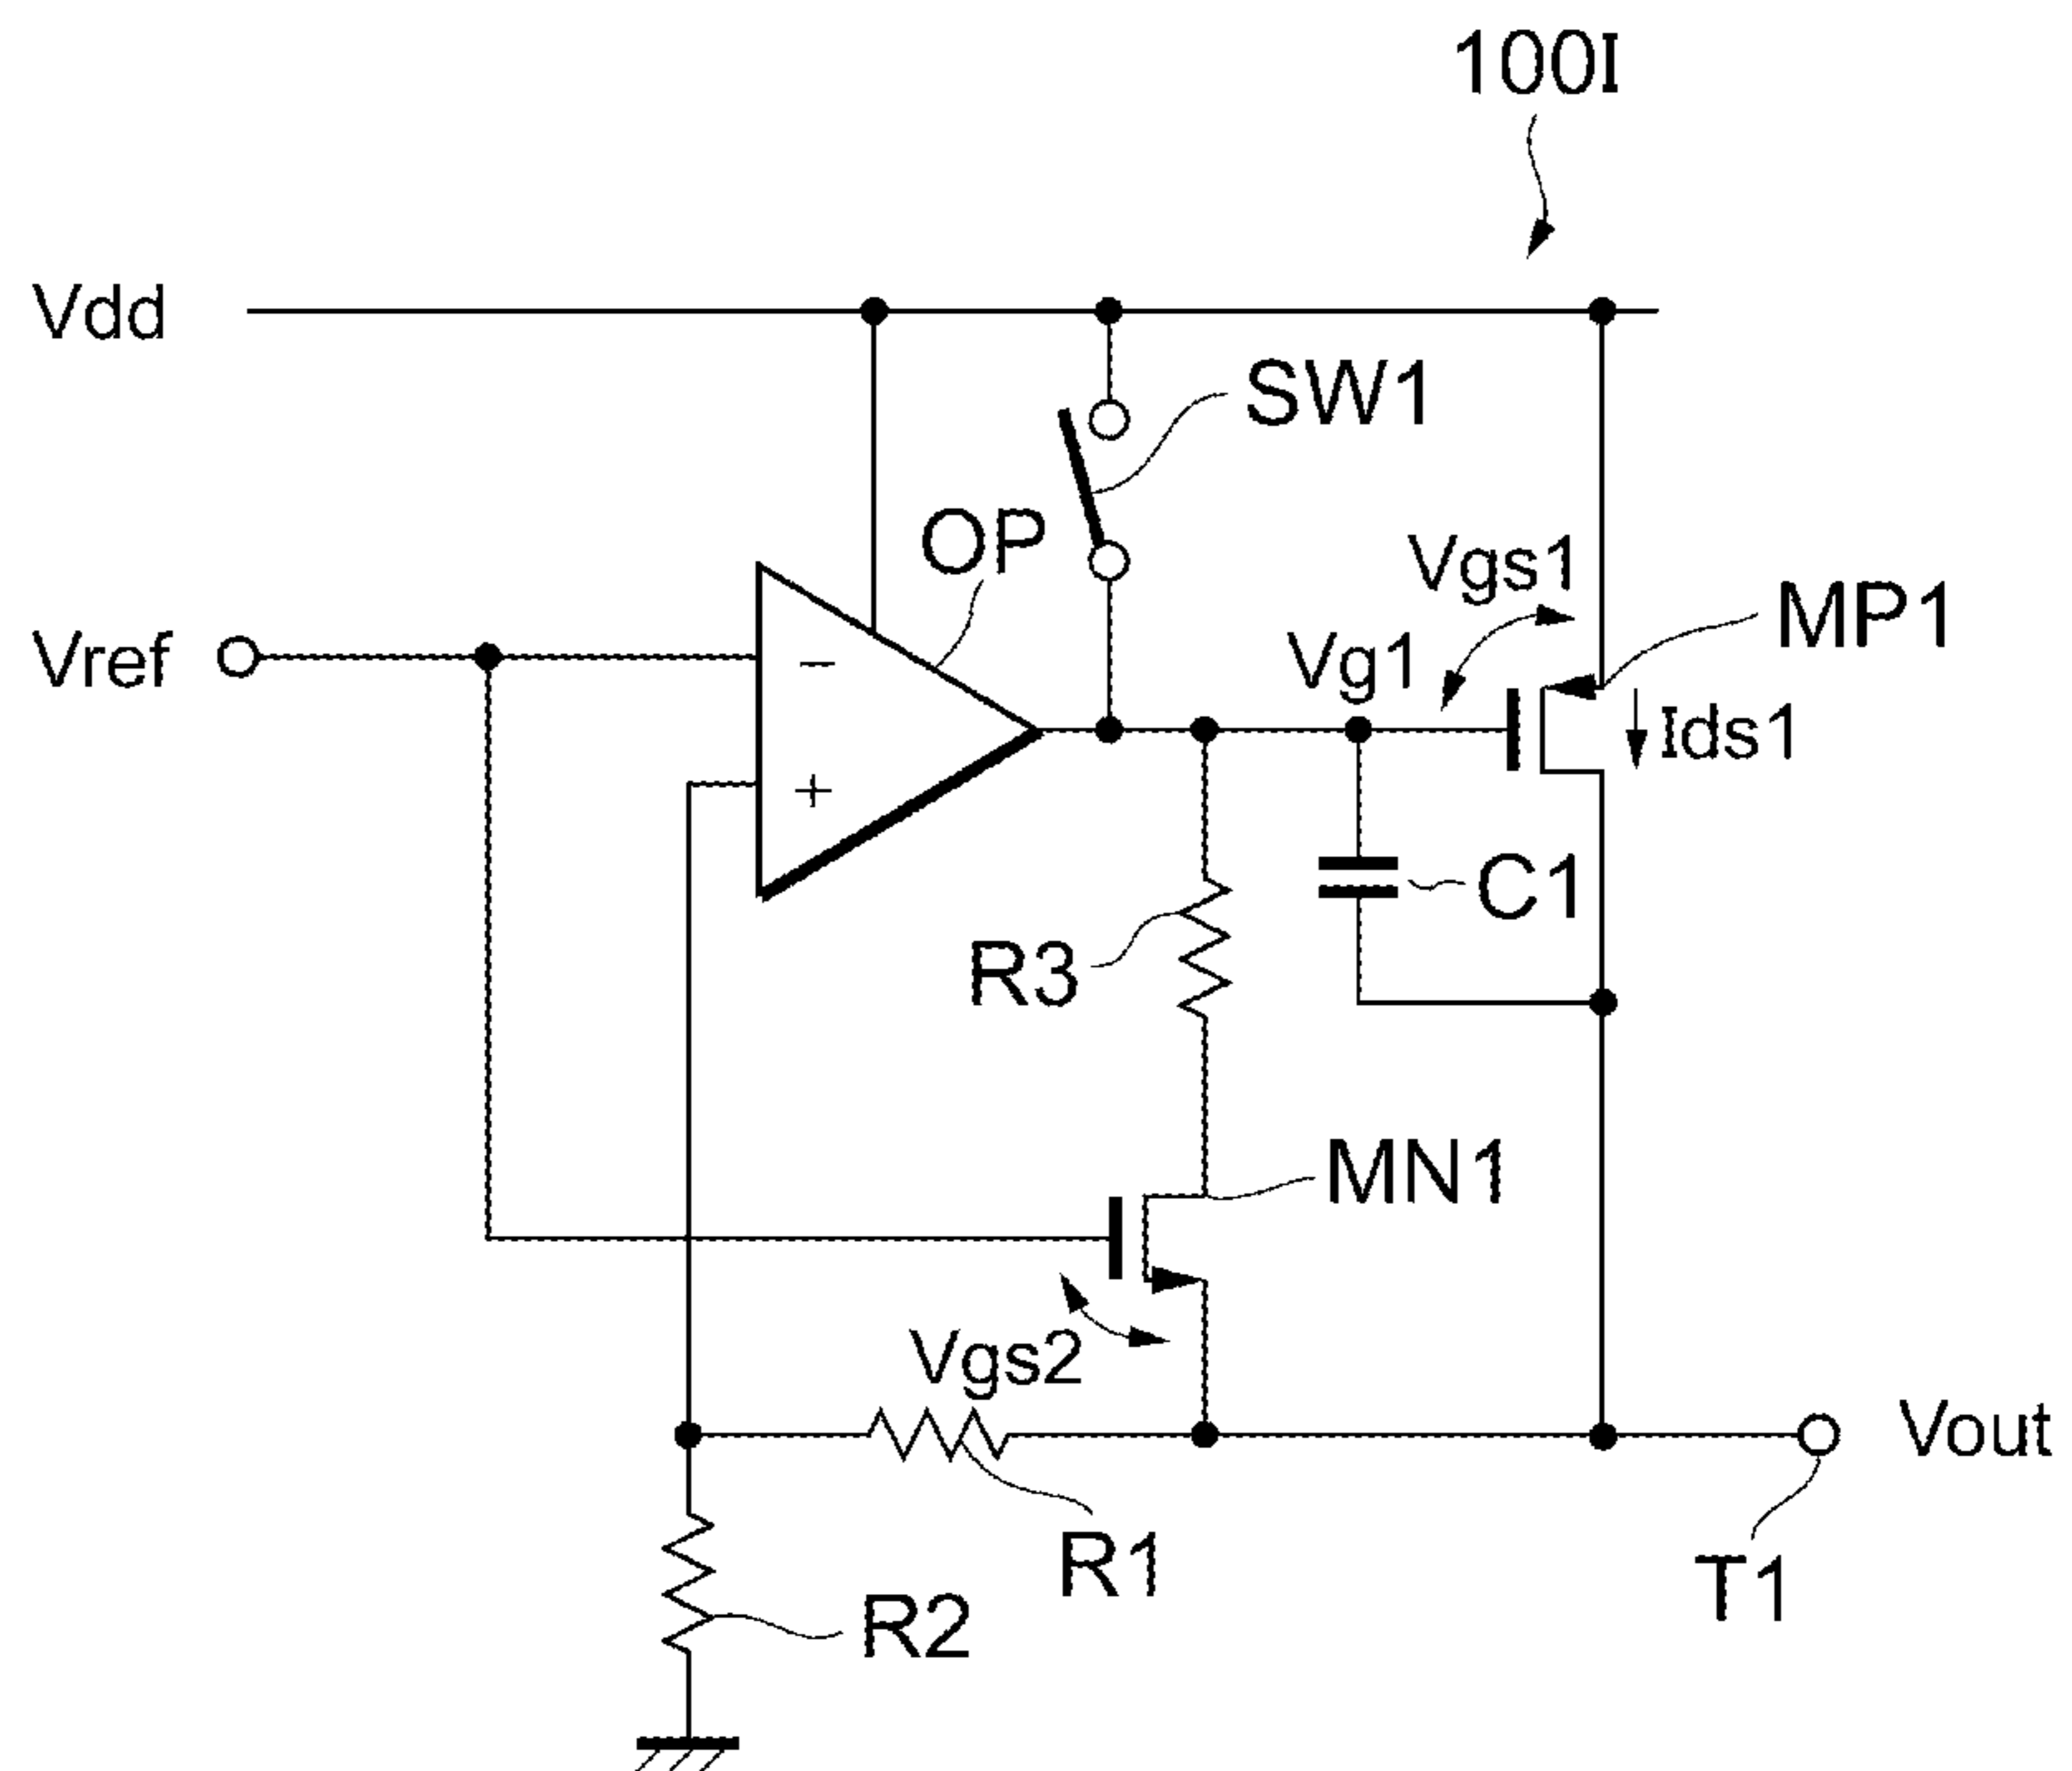 100I
Vdd
SW1
OP
Vgs1
MP1
Vref
Vg1
Ids1
−
+
C1
R3
MN1
Vgs2
Vout
R1
T1
R2